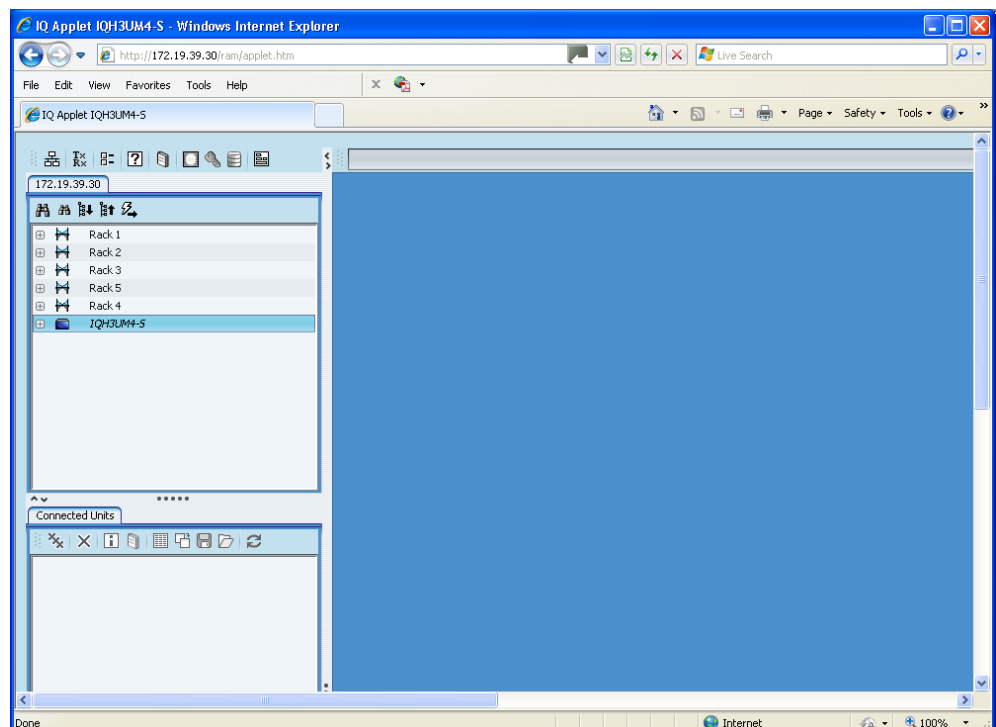 IQ Applet IQH3UM4-S - Windows Internet Explorer
http://172.19.39.30/ram/applet.htm
Live Search
File Edit View Favorites Tools Help
IQ Applet IQH3UM4-S
Page Safety Tools
Tx Rx
172.19.39.30
Rack 1
Rack 2
Rack 3
Rack 5
Rack 4
IQH3UM4-S
Connected Units
Done
Internet
100%